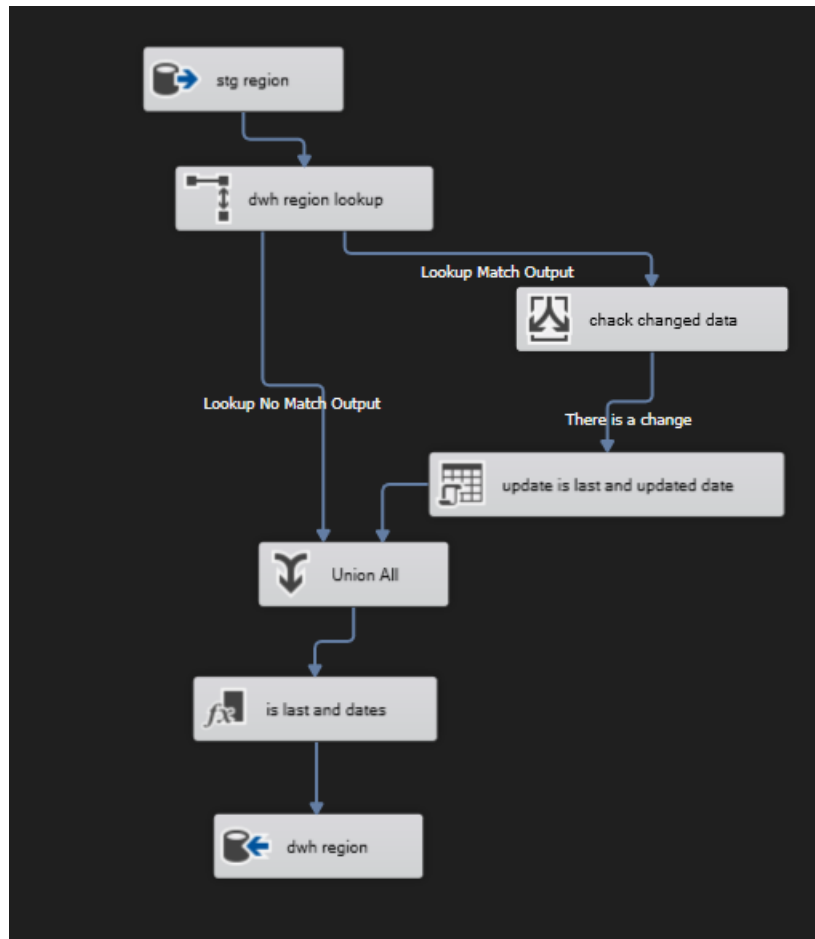 stg region
dwh region lookup
Lookup Match Output
chack changed data
Lookup No Match Output
There is a change
update is last and updated date
Union All
fx
is last and dates
dwh region